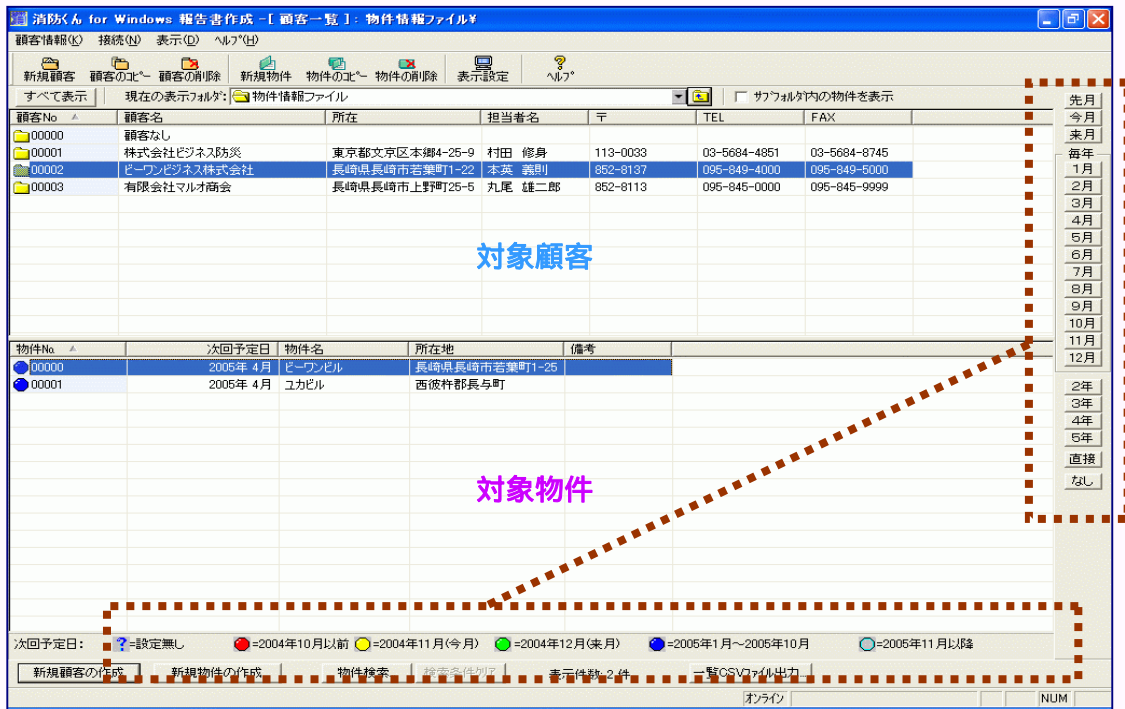 消防くん for Windows 報告書作成 -[ 顧客一覧 ]: 物件情報ファイル¥
顧客情報(K) 接続(N) 表示(D) ヘルプ(H)
新規顧客 顧客のコピー 顧客の削除 新規物件 物件のコピー 物件の削除 表示設定 ヘルプ
すべて表示 現在の表示フォルダ: 物件情報ファイル サブフォルダ内の物件を表示
顧客No 顧客名 所在 担当者名 〒 TEL FAX
00000 顧客なし
00001 株式会社ビジネス防災 東京都文京区本郷4-25-9 村田 修身 113-0033 03-5684-4851 03-5684-8745
00002 ビーワンビジネス株式会社 長崎県長崎市若葉町1-22 本英 義則 852-8137 095-849-4000 095-849-5000
00003 有限会社マルオ商会 長崎県長崎市上野町25-5 丸尾 雄二郎 852-8113 095-845-0000 095-845-9999
対象顧客
物件No 次回予定日 物件名 所在地 備考
00000 2005年 4月 ビーワンビル 長崎県長崎市若葉町1-25
00001 2005年 4月 ユカビル 西彼杵郡長与町
対象物件
先月
今月
来月
毎年
1月
2月
3月
4月
5月
6月
7月
8月
9月
10月
11月
12月
2年
3年
4年
5年
直接
なし
次回予定日: ?=設定無し =2004年10月以前 =2004年11月(今月) =2004年12月(来月) =2005年1月～2005年10月 =2005年11月以降
新規顧客の作成 新規物件の作成 物件検索 検索条件クリア 表示件数: 2 件 一覧CSVファイル出力...
オンライン NUM